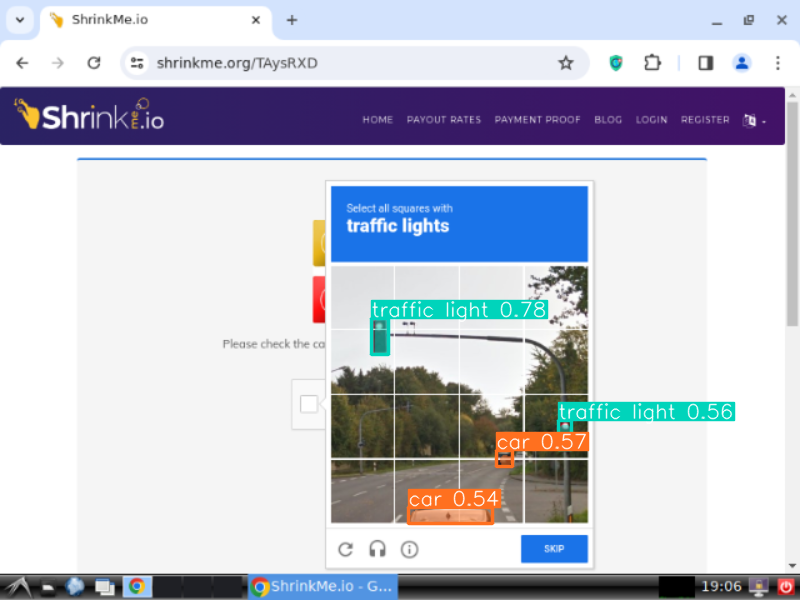 ShrinkMe.io
shrinkme.org/TAysRXD
Shrinkme.io
HOME PAYOUT RATES PAYMENT PROOF BLOG LOGIN REGISTER
Select all squares with
traffic lights
traffic light 0.78
Please check the ca
traffic light 0.56
car 0.57
car 0.54
SKIP
ShrinkMe.io - G...
19:06